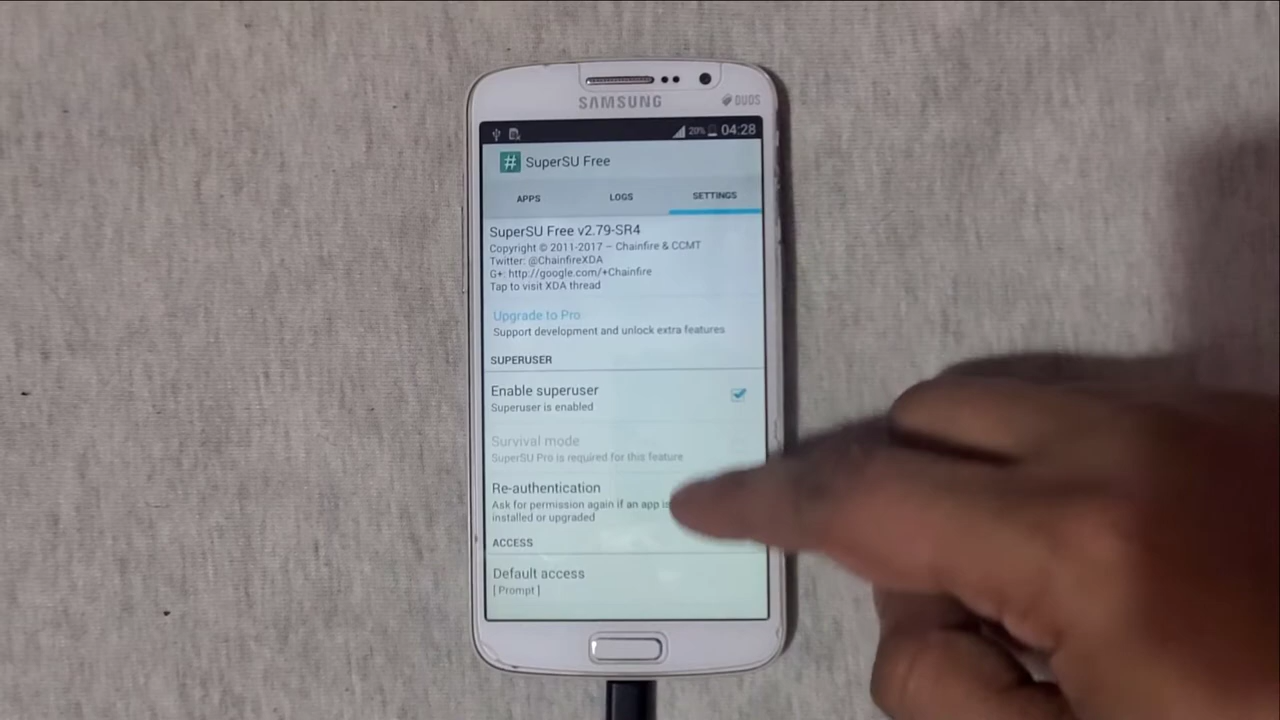 SAMSUNG
DUOS
20% 04:28
# SuperSU Free
APPS LOGS SETTINGS
SuperSU Free v2.79-SR4
Copyright © 2011-2017 – Chainfire & CCMT
Twitter: @ChainfireXDA
G+: http://google.com/+Chainfire
Tap to visit XDA thread
Upgrade to Pro
Support development and unlock extra features
SUPERUSER
Enable superuser
Superuser is enabled
Survival mode
SuperSU Pro is required for this feature
Re-authentication
Ask for permission again if an app is
installed or upgraded
ACCESS
Default access
[ Prompt ]